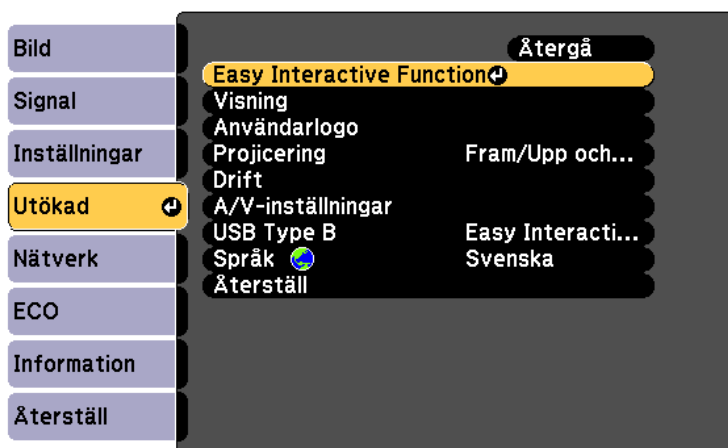 Bild
Signal
Inställningar
Utökad
Nätverk
ECO
Information
Återställ
Återgå
Easy Interactive Function
Visning
Användarlogo
Projicering Fram/Upp och...
Drift
A/V-inställningar
USB Type B Easy Interacti...
Språk Svenska
Återställ